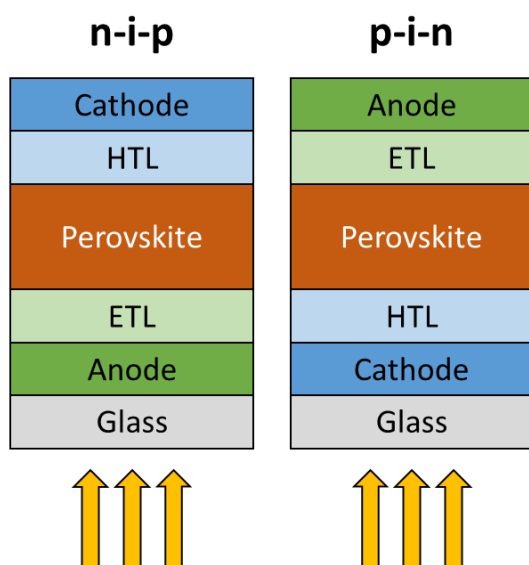 n-i-p
Cathode
HTL
Perovskite
ETL
Anode
Glass
p-i-n
Anode
ETL
Perovskite
HTL
Cathode
Glass